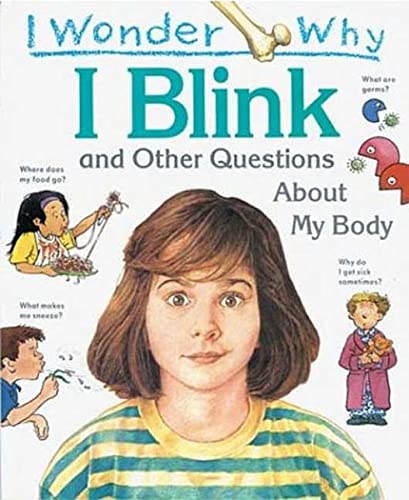 I Wonder Why
I Blink
and Other Questions
About
My Body
What are
germs?
Where does
my food go?
Why do
I get sick
sometimes?
What makes
me sneeze?